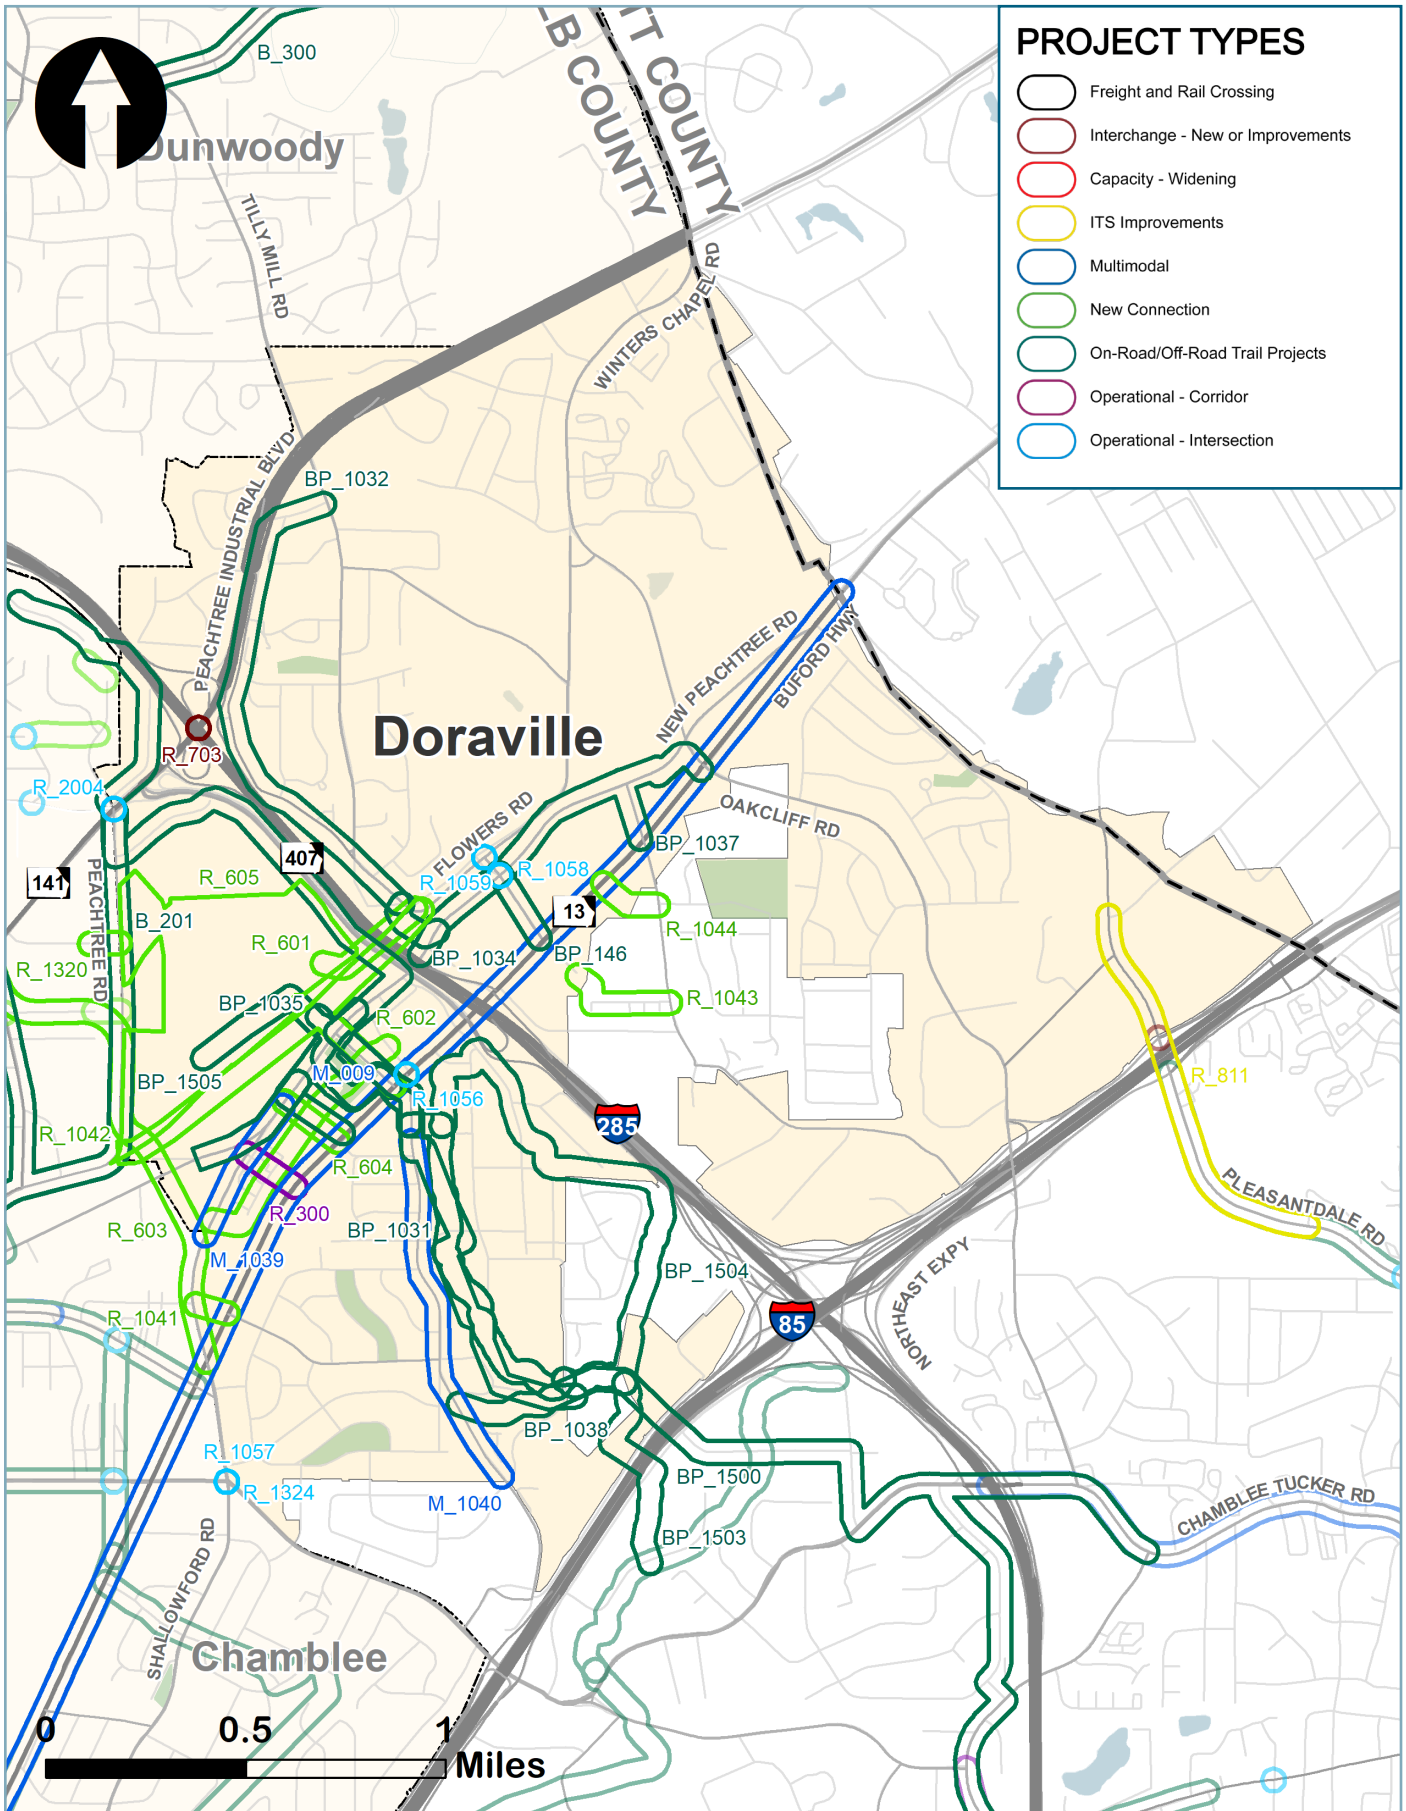 PROJECT TYPES
Freight and Rail Crossing
Interchange - New or Improvements
Capacity - Widening
ITS Improvements
Multimodal
New Connection
On-Road/Off-Road Trail Projects
Operational - Corridor
Operational - Intersection
B_300
LB COUNTY
TT COUNTY
Dunwoody
TILLY MILL RD
WINTERS CHAPEL RD
PEACHTREE INDUSTRIAL BLVD
BP_1032
NEW PEACHTREE RD
BUFORD HWY
Doraville
R_703
R_2004
OAKCLIFF RD
FLOWERS RD
BP_1037
407
141
PEACHTREE RD
R_605
R_1059
R_1058
13
B_201
R_1044
R_601
BP_1034
BP_146
R_1320
R_1043
BP_1035
R_602
M_009
BP_1505
R_1056
R_811
285
R_1042
R_604
PLEASANTDALE RD
R_300
R_603
BP_1031
M_1039
BP_1504
NORTHEAST EXPY
R_1041
85
BP_1038
R_1057
BP_1500
R_1324
M_1040
CHAMBLEE TUCKER RD
BP_1503
SHALLOWFORD RD
Chamblee
0 0.5 1
Miles